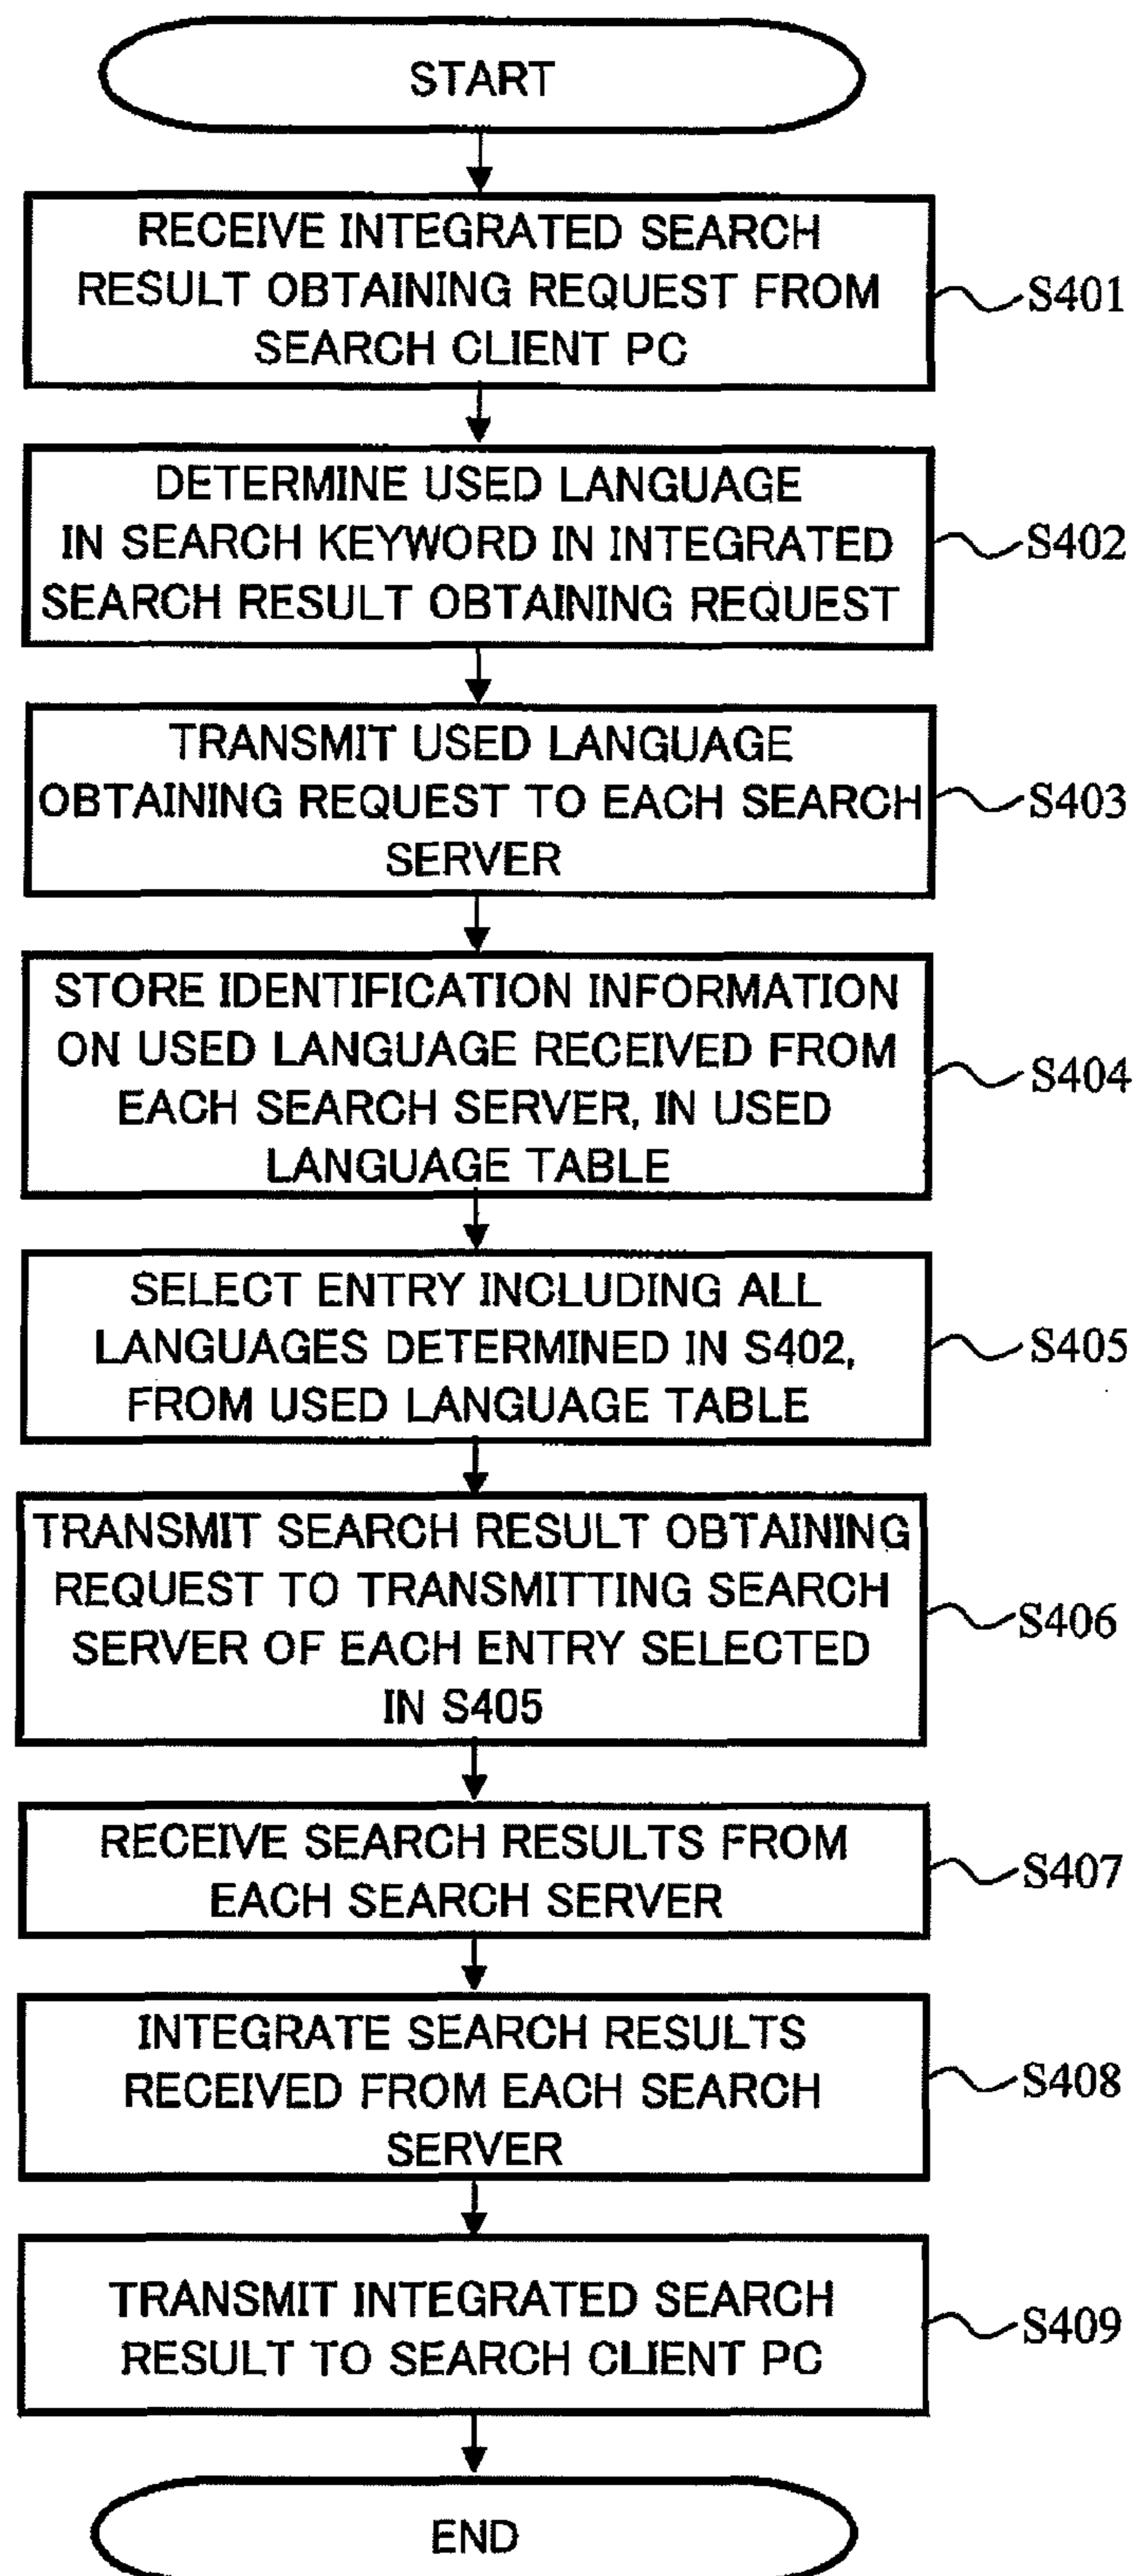 START
RECEIVE INTEGRATED SEARCH
RESULT OBTAINING REQUEST FROM
SEARCH CLIENT PC
S401
DETERMINE USED LANGUAGE
IN SEARCH KEYWORD IN INTEGRATED
SEARCH RESULT OBTAINING REQUEST
S402
TRANSMIT USED LANGUAGE
OBTAINING REQUEST TO EACH SEARCH
SERVER
S403
STORE IDENTIFICATION INFORMATION
ON USED LANGUAGE RECEIVED FROM
EACH SEARCH SERVER, IN USED
LANGUAGE TABLE
S404
SELECT ENTRY INCLUDING ALL
LANGUAGES DETERMINED IN S402,
FROM USED LANGUAGE TABLE
S405
TRANSMIT SEARCH RESULT OBTAINING
REQUEST TO TRANSMITTING SEARCH
SERVER OF EACH ENTRY SELECTED
IN S405
S406
RECEIVE SEARCH RESULTS FROM
EACH SEARCH SERVER
S407
INTEGRATE SEARCH RESULTS
RECEIVED FROM EACH SEARCH
SERVER
S408
TRANSMIT INTEGRATED SEARCH
RESULT TO SEARCH CLIENT PC
S409
END